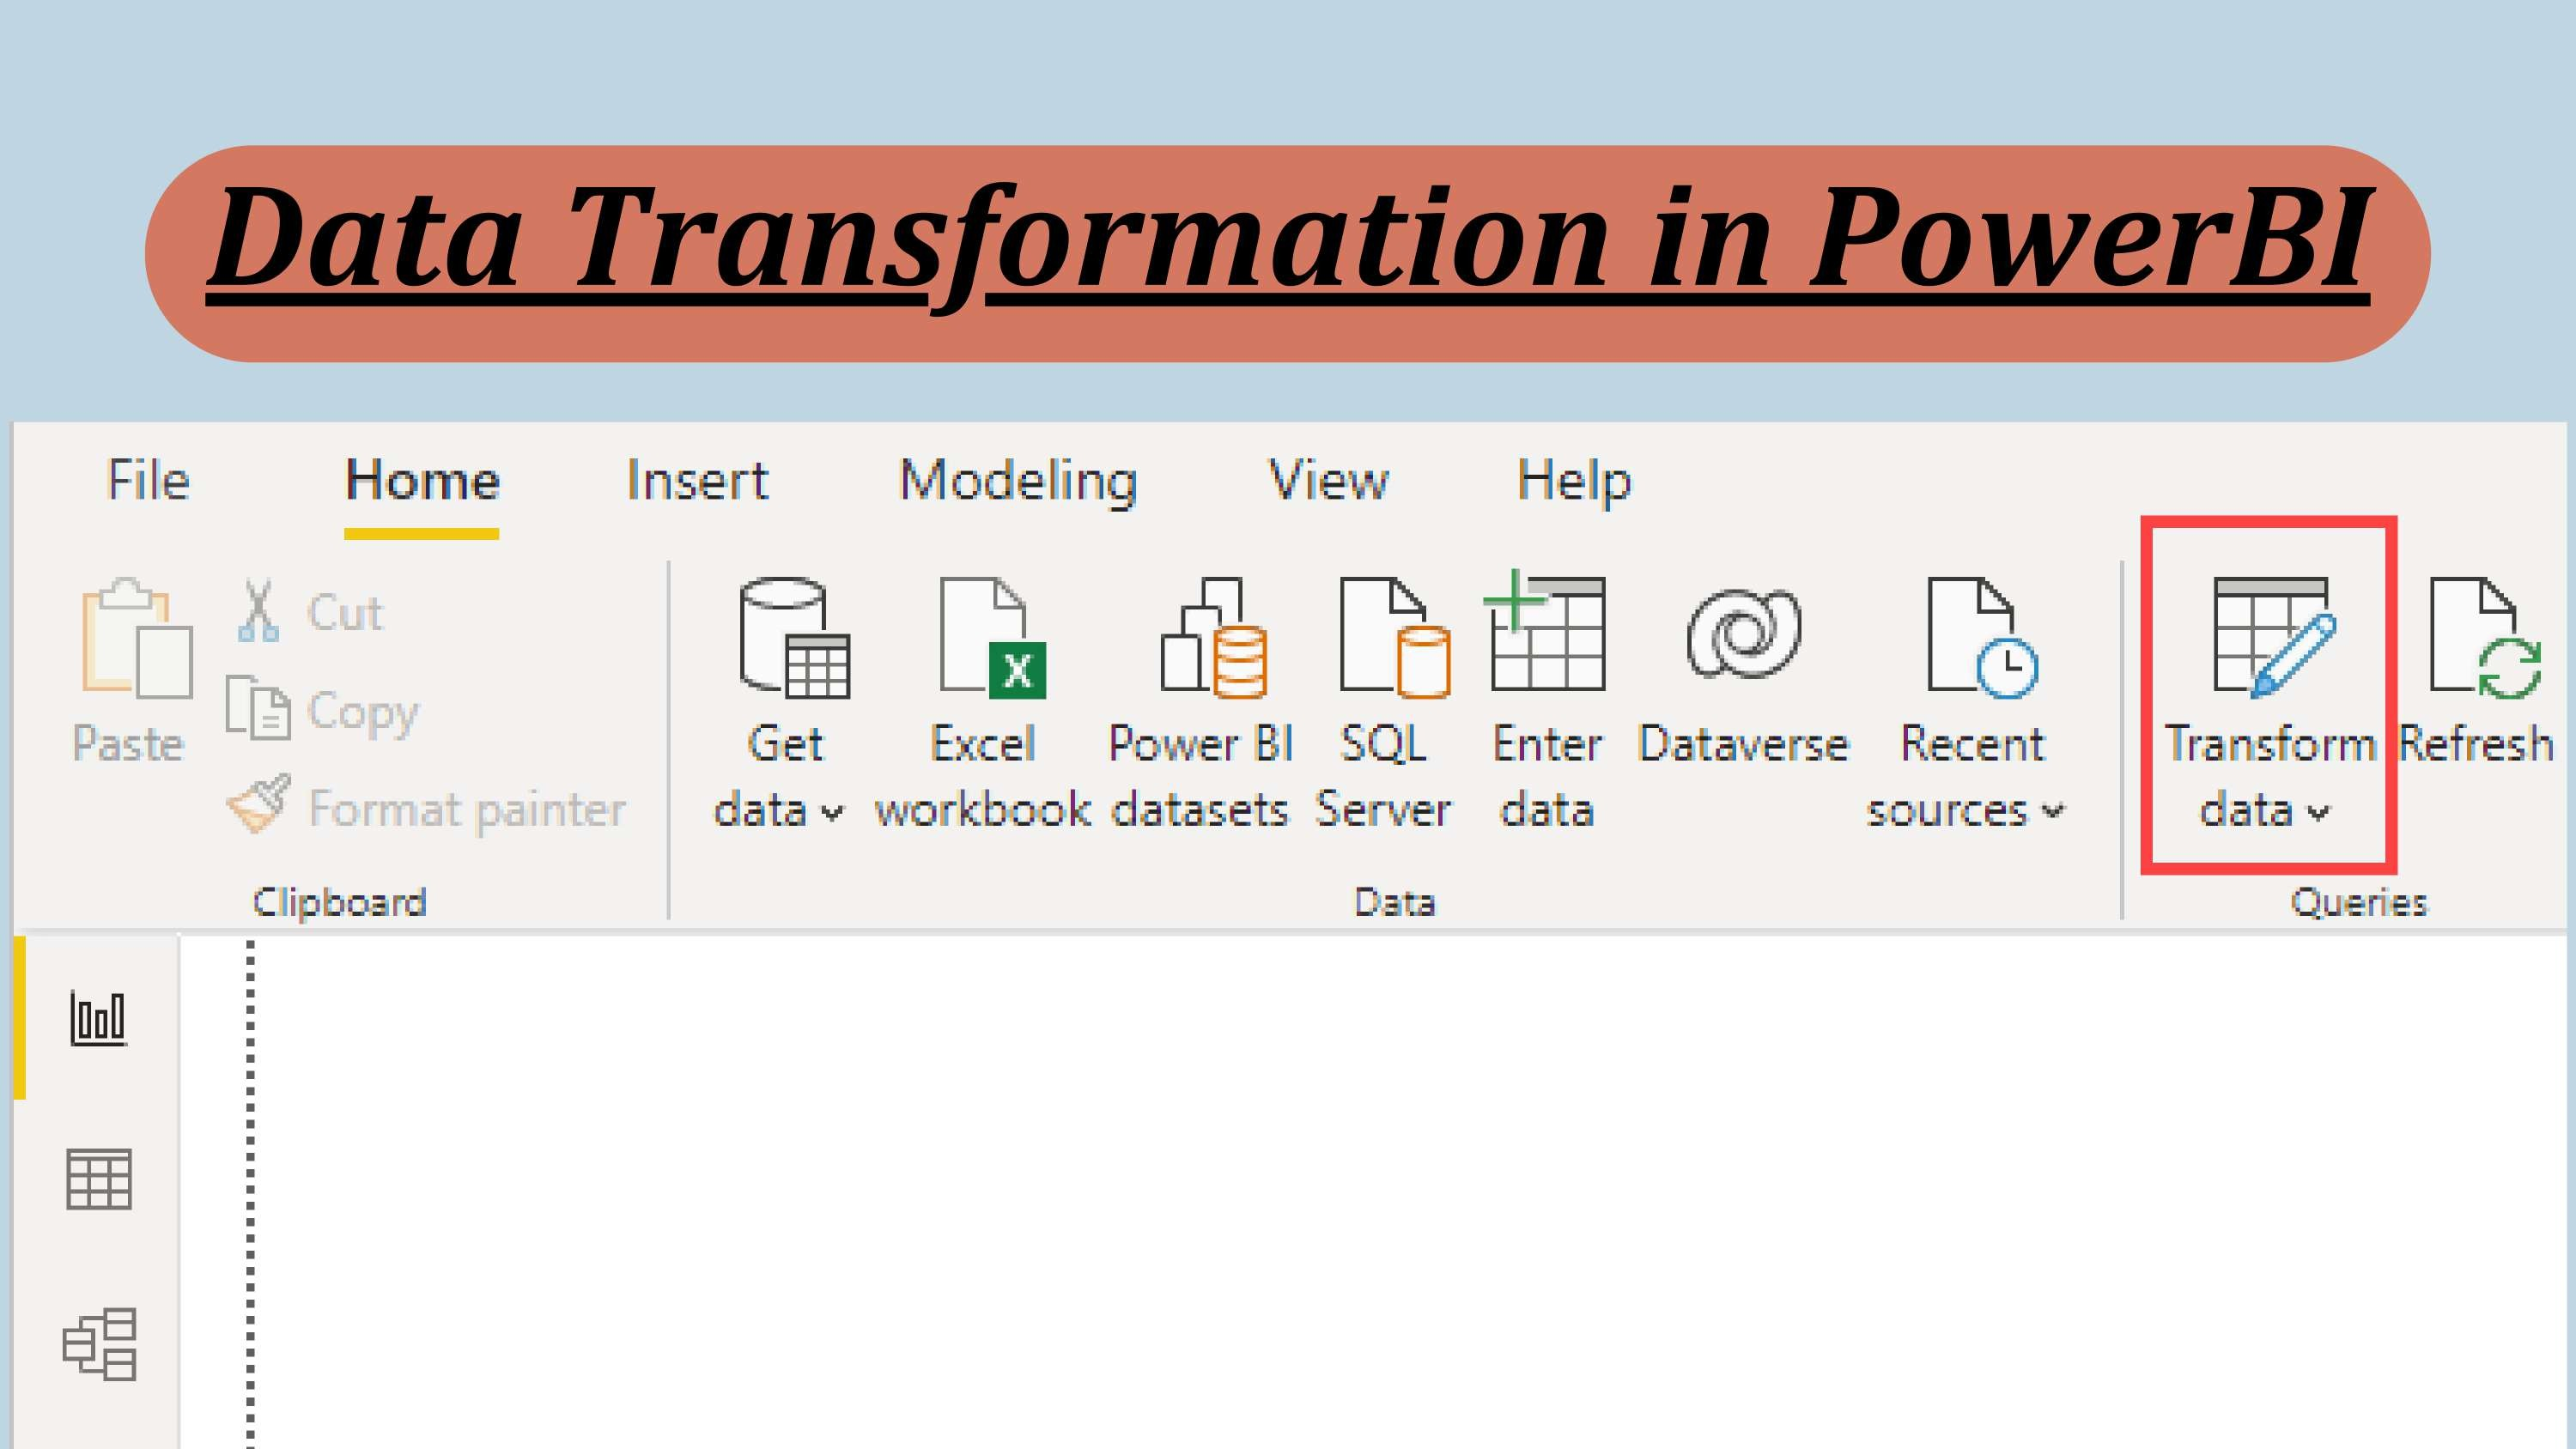 Data Transformation in PowerBI
File Home Insert Modeling View Help
Paste
Cut
Copy
Format painter
Clipboard
Get
data
Excel
workbook
Power BI
datasets
SQL
Server
Enter
data
Dataverse
Recent
sources
Data
Transform
data
Refresh
Queries